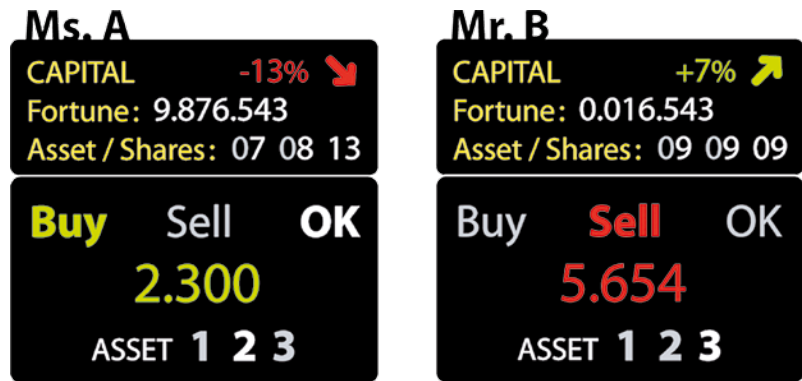 Ms. A
CAPITAL -13%
Fortune: 9.876.543
Asset / Shares: 07 08 13
Buy Sell OK
2.300
ASSET 1 2 3
Mr. B
CAPITAL +7%
Fortune: 0.016.543
Asset / Shares: 09 09 09
Buy Sell OK
5.654
ASSET 1 2 3